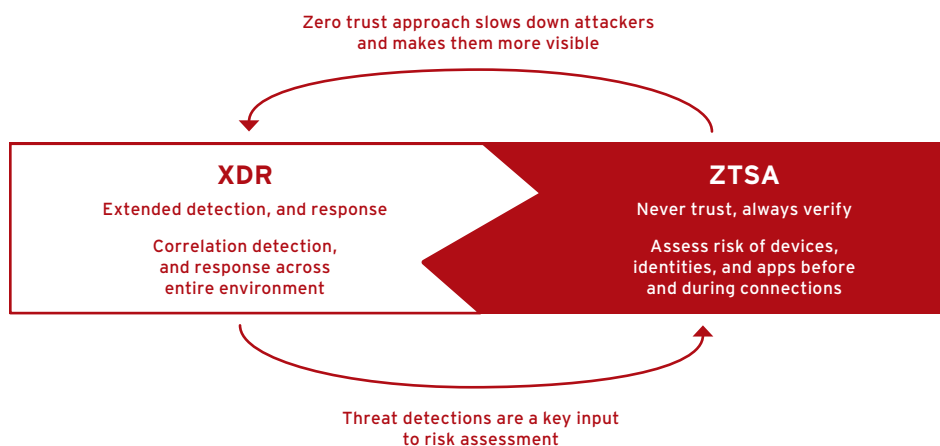 Zero trust approach slows down attackers
and makes them more visible
XDR
Extended detection, and response
Correlation detection,
and response across
entire environment
ZTSA
Never trust, always verify
Assess risk of devices,
identities, and apps before
and during connections
Threat detections are a key input
to risk assessment